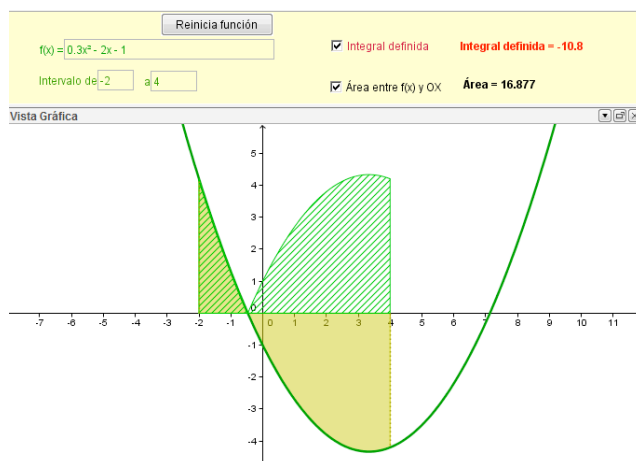 Reinicia función
f(x) = 0.3x² - 2x - 1
Integral definida
Integral definida = -10.8
Intervalo de -2 a 4
Área entre f(x) y OX
Área = 16.877
Vista Gráfica
5
4
3
2
1
0
-7 -6 -5 -4 -3 -2 -1 0 1 2 3 4 5 6 7 8 9 10 11
-1
-2
-3
-4